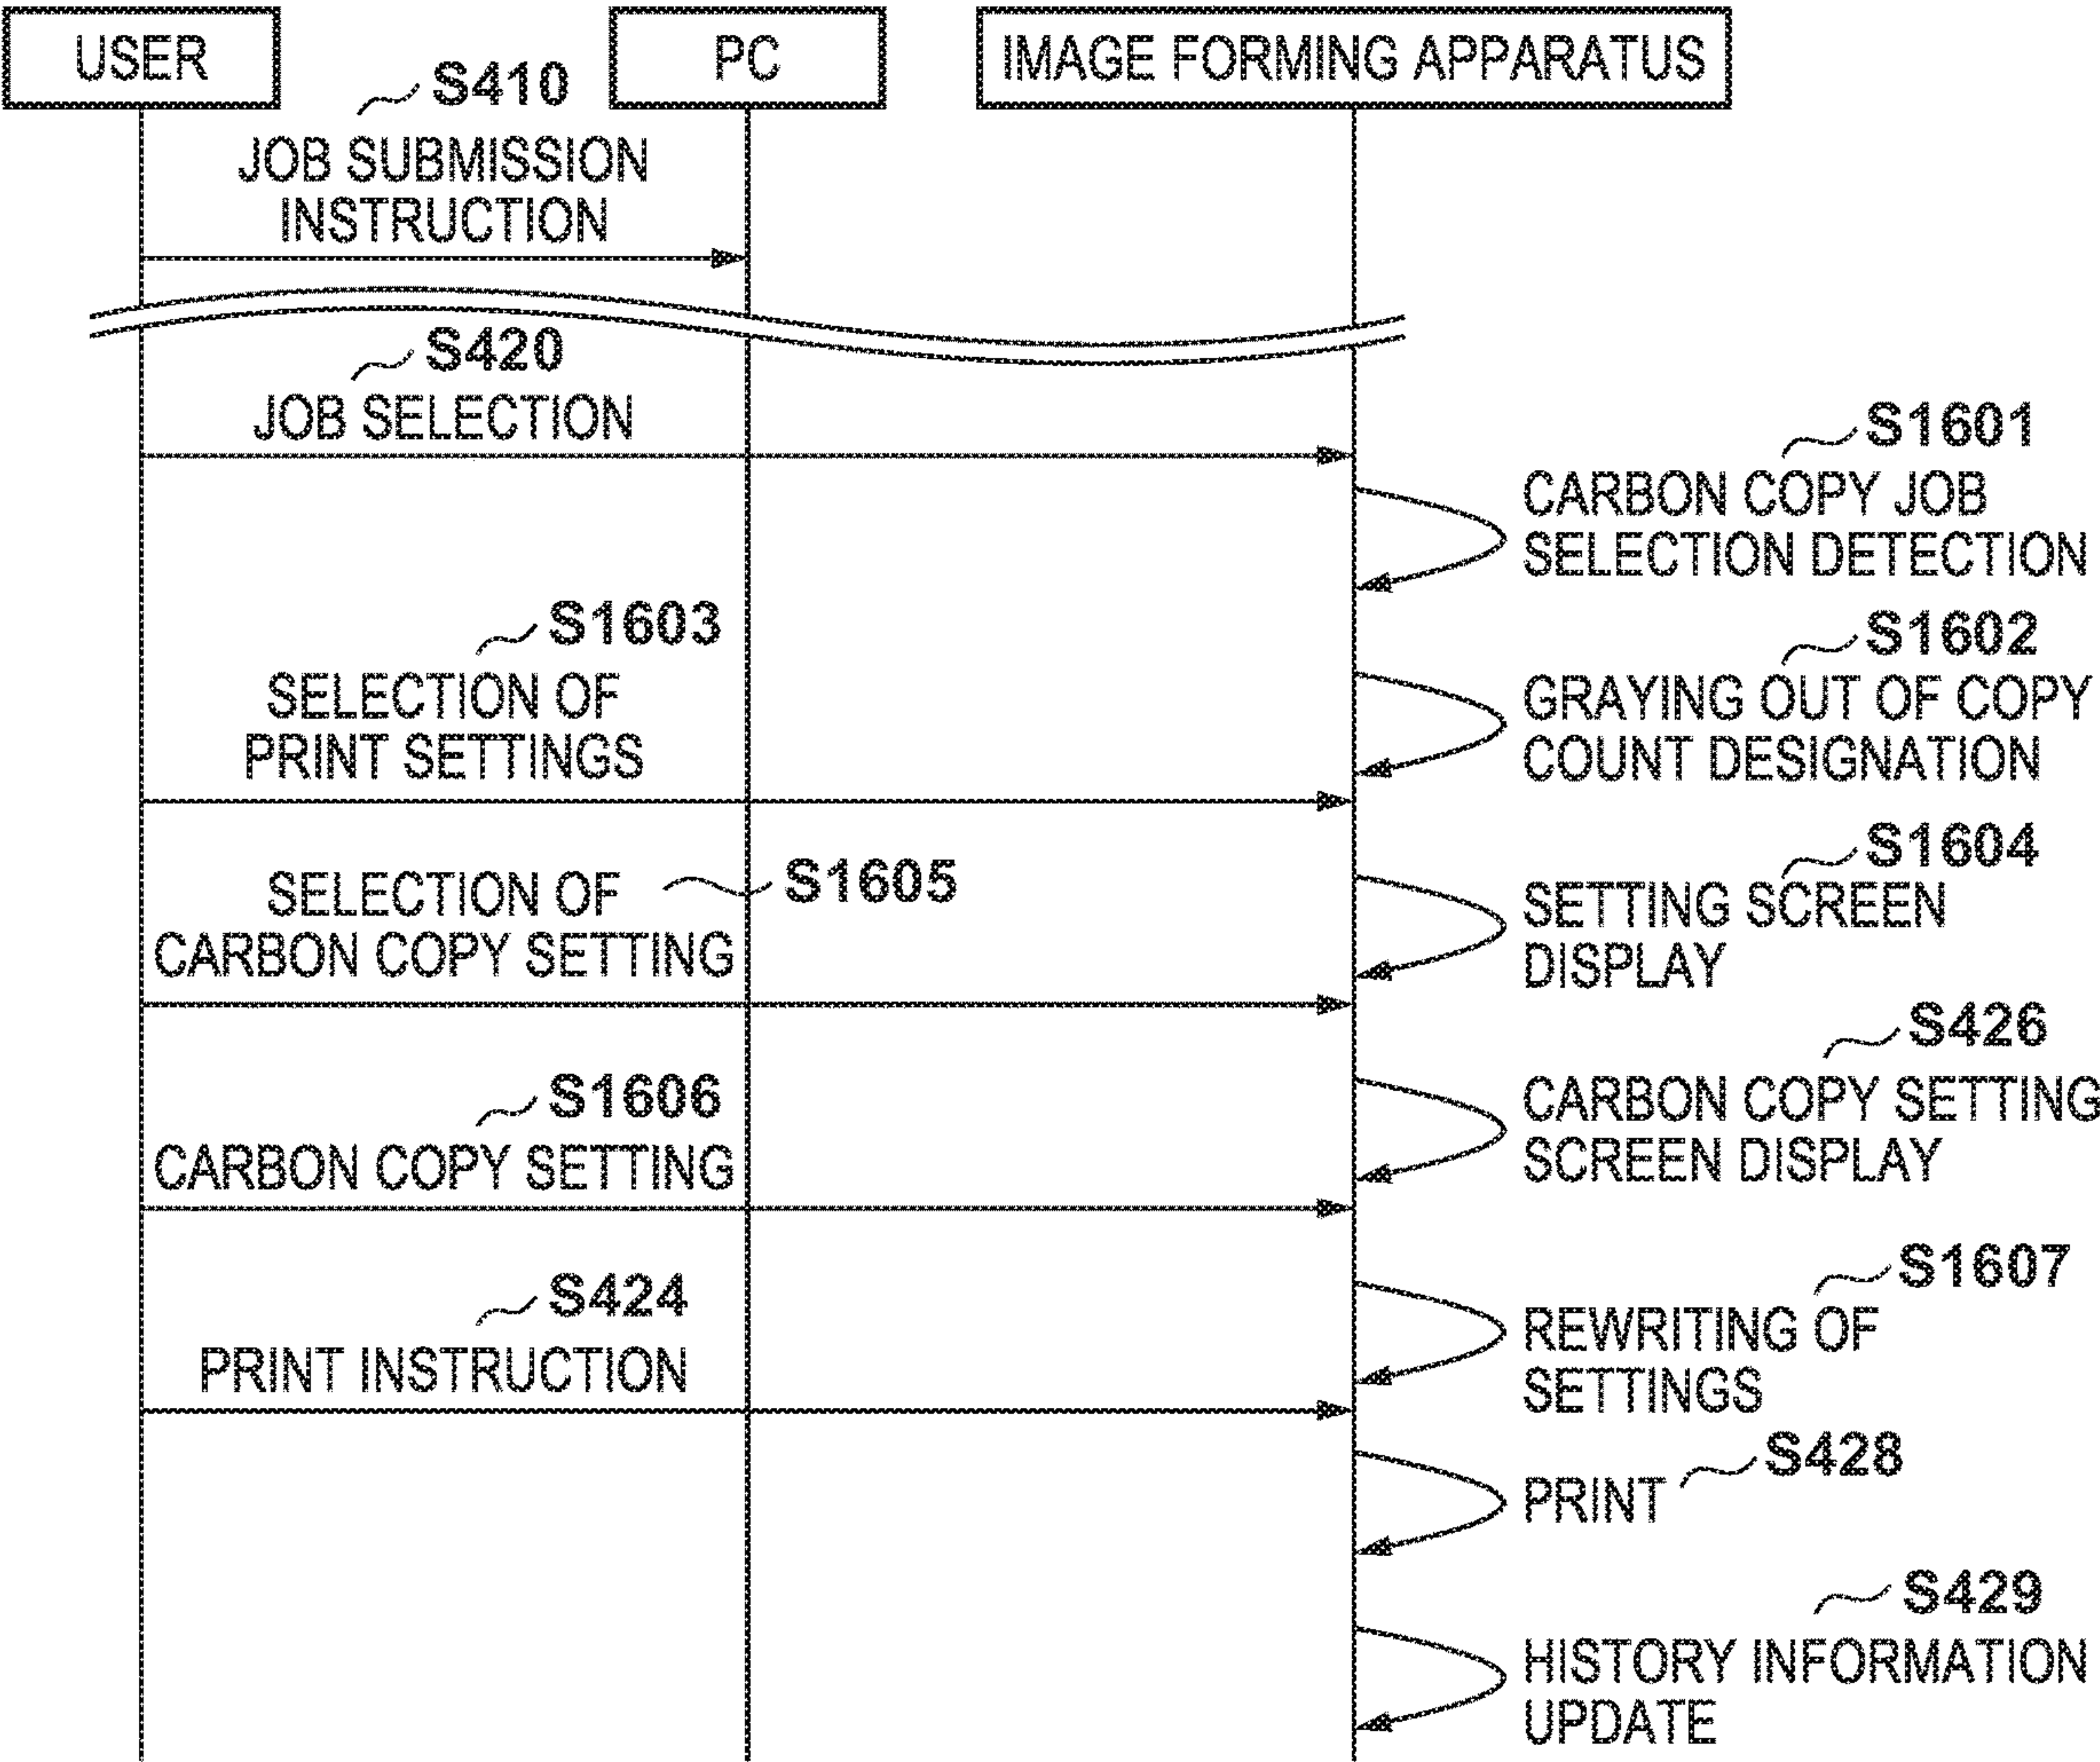 USER
PC
IMAGE FORMING APPARATUS
S410
JOB SUBMISSION
INSTRUCTION
S420
JOB SELECTION
S1601
CARBON COPY JOB
SELECTION DETECTION
S1603
SELECTION OF
PRINT SETTINGS
S1602
GRAYING OUT OF COPY
COUNT DESIGNATION
S1605
SELECTION OF
CARBON COPY SETTING
S1604
SETTING SCREEN
DISPLAY
S426
CARBON COPY SETTING
SCREEN DISPLAY
S1606
CARBON COPY SETTING
S1607
REWRITING OF
SETTINGS
S424
PRINT INSTRUCTION
S428
PRINT
S429
HISTORY INFORMATION
UPDATE